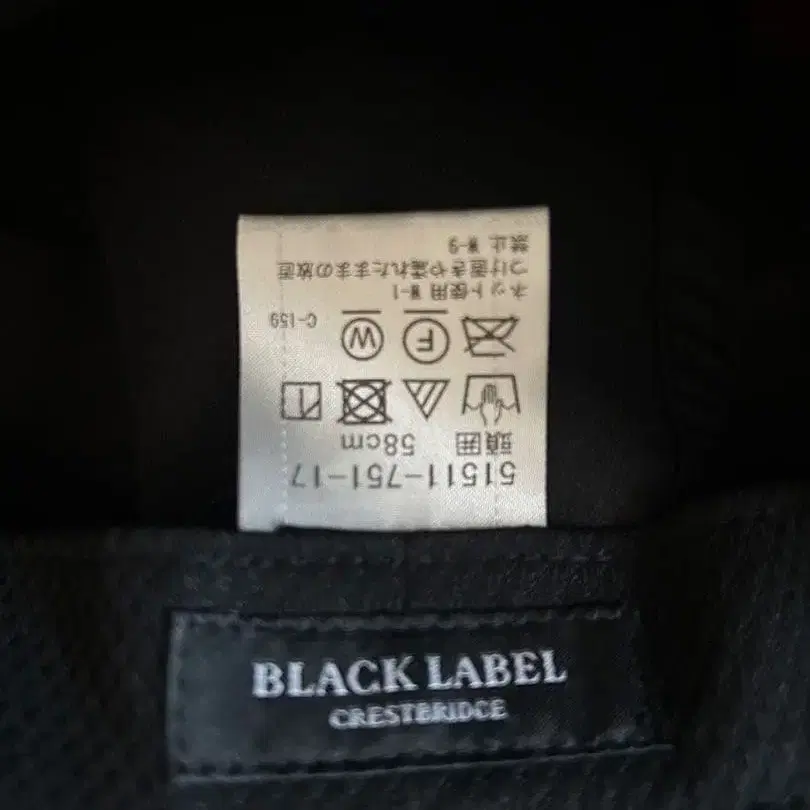 51511-751-17
頭囲 58cm
C-159
ネット使用 W-1
つけ置きや濡れたままの放置
禁止 W-9
BLACK LABEL
CRESTBRIDGE